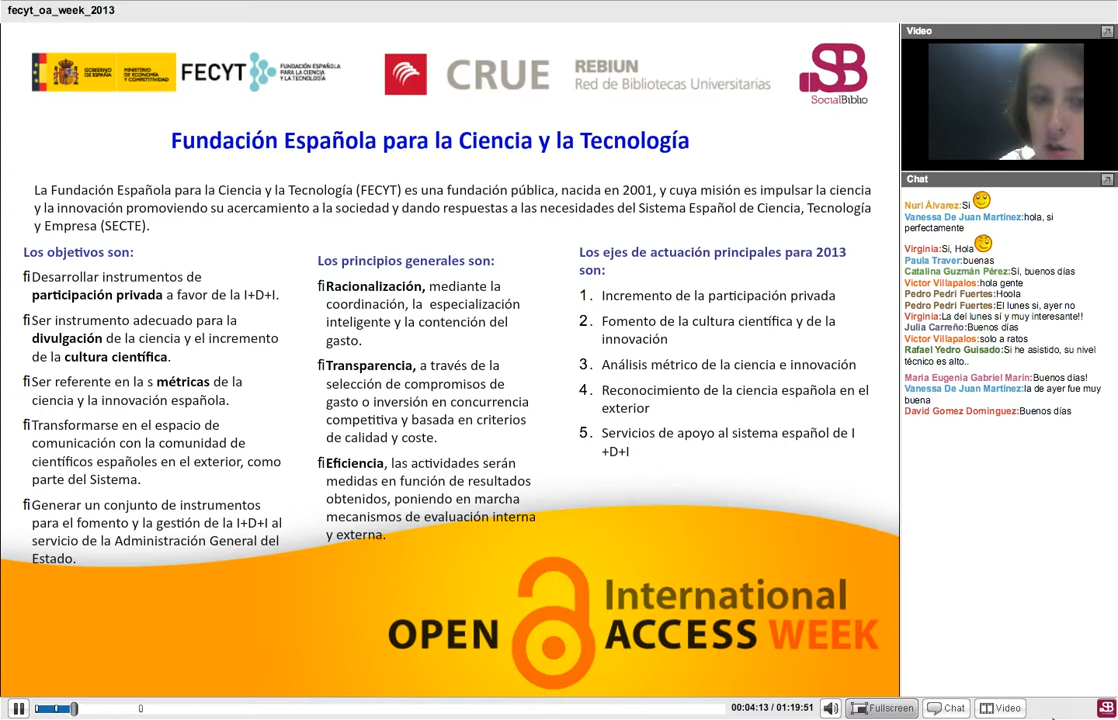 fecyt_oa_week_2013
GOBIERNO
DE ESPAÑA
MINISTERIO
DE ECONOMÍA
Y COMPETITIVIDAD
FECYT
FUNDACIÓN ESPAÑOLA
PARA LA CIENCIA
Y LA TECNOLOGÍA
CRUE
REBIUN
Red de Bibliotecas Universitarias
SB
SocialBiblio
Fundación Española para la Ciencia y la Tecnología
La Fundación Española para la Ciencia y la Tecnología (FECYT) es una fundación pública, nacida en 2001, y cuya misión es impulsar la ciencia
y la innovación promoviendo su acercamiento a la sociedad y dando respuestas a las necesidades del Sistema Español de Ciencia, Tecnología
y Empresa (SECTE).
Los objetivos son:
fiDesarrollar instrumentos de
participación privada a favor de la I+D+I.
fiSer instrumento adecuado para la
divulgación de la ciencia y el incremento
de la cultura científica.
fiSer referente en la s métricas de la
ciencia y la innovación española.
fiTransformarse en el espacio de
comunicación con la comunidad de
científicos españoles en el exterior, como
parte del Sistema.
fiGenerar un conjunto de instrumentos
para el fomento y la gestión de la I+D+I al
servicio de la Administración General del
Estado.
Los principios generales son:
fiRacionalización, mediante la
coordinación, la especialización
inteligente y la contención del
gasto.
fiTransparencia, a través de la
selección de compromisos de
gasto o inversión en concurrencia
competitiva y basada en criterios
de calidad y coste.
fiEficiencia, las actividades serán
medidas en función de resultados
obtenidos, poniendo en marcha
mecanismos de evaluación interna
y externa.
Los ejes de actuación principales para 2013
son:
1. Incremento de la participación privada
2. Fomento de la cultura científica y de la
innovación
3. Análisis métrico de la ciencia e innovación
4. Reconocimiento de la ciencia española en el
exterior
5. Servicios de apoyo al sistema español de I
+D+I
International
OPEN ACCESS WEEK
Video
Chat
Nuri Álvarez:Si
Vanessa De Juan Martinez:hola, si
perfectamente
Virginia:Si, Hola
Paula Traver:buenas
Catalina Guzmán Pérez:Sí, buenos días
Victor Villapalos:hola gente
Pedro Pedri Fuertes:Hoola
Pedro Pedri Fuertes:El lunes si, ayer no
Virginia:La del lunes sí y muy interesante!!
Julia Carreño:Buenos días
Victor Villapalos:solo a ratos
Rafael Yedro Guisado:Si he asistido, su nivel
técnico es alto..
Maria Eugenia Gabriel Marín:Buenos días!
Vanessa De Juan Martinez:la de ayer fue muy
buena
David Gomez Dominguez:Buenos días
00:04:13 / 01:19:51
Fullscreen
Chat
Video
SB